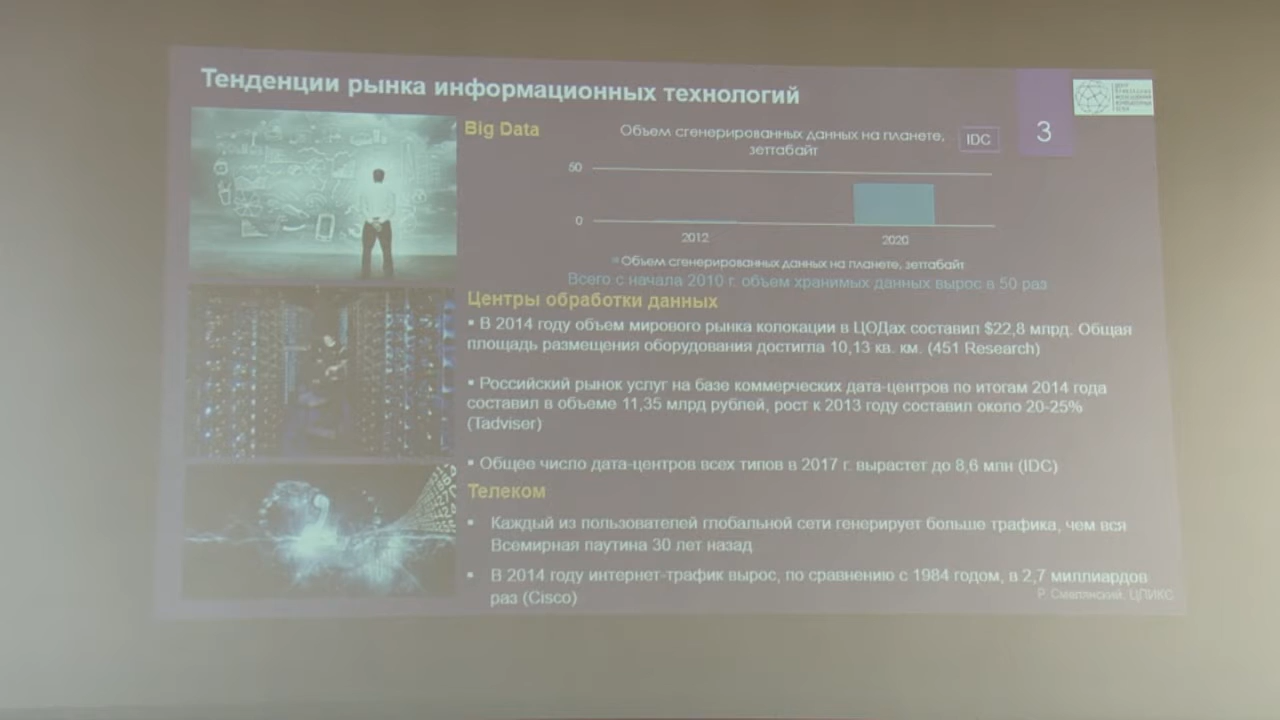 Тенденции рынка информационных технологий
3
Big Data
Объем сгенерированных данных на планете,
зеттабайт
IDC
50
0
2012
2020
Объем сгенерированных данных на планете, зеттабайт
Всего с начала 2010 г. объем хранимых данных вырос в 50 раз
Центры обработки данных
▪ В 2014 году объем мирового рынка колокации в ЦОДах составил $22,8 млрд. Общая
площадь размещения оборудования достигла 10,13 кв. км. (451 Research)
▪ Российский рынок услуг на базе коммерческих дата-центров по итогам 2014 года
составил в объеме 11,35 млрд рублей, рост к 2013 году составил около 20-25%
(Tadviser)
▪ Общее число дата-центров всех типов в 2017 г. вырастет до 8,6 млн (IDC)
Телеком
▪ Каждый из пользователей глобальной сети генерирует больше трафика, чем вся
Всемирная паутина 30 лет назад
▪ В 2014 году интернет-трафик вырос, по сравнению с 1984 годом, в 2,7 миллиардов
раз (Cisco)
Р. Смелянский, ЦПИКС